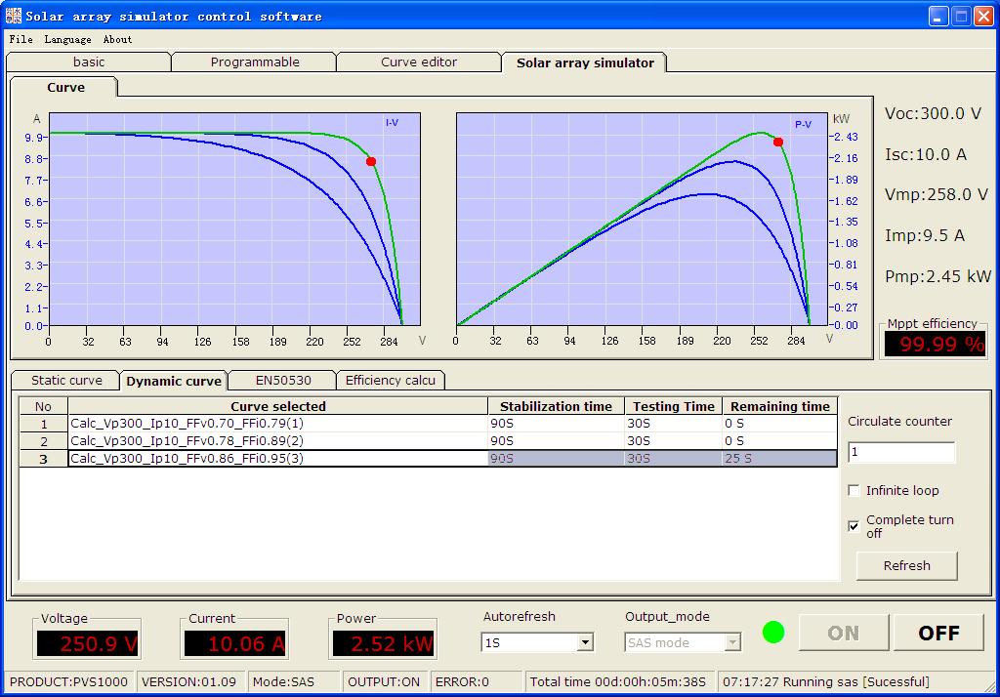 Solar array simulator control software
File Language About
basic Programmable Curve editor Solar array simulator
Curve
A I-V
9.9
8.8
7.7
6.6
5.5
4.4
3.3
2.2
1.1
0.0
0 32 63 94 126 158 189 220 252 284 V
P-V kW
2.43
2.16
1.89
1.62
1.35
1.08
0.81
0.54
0.27
0.00
0 32 63 94 126 158 189 220 252 284 V
Voc:300.0 V
Isc:10.0 A
Vmp:258.0 V
Imp:9.5 A
Pmp:2.45 kW
Mppt efficiency
99.99 %
Static curve Dynamic curve EN50530 Efficiency calcu
No Curve selected Stabilization time Testing Time Remaining time
1 Calc_Vp300_Ip10_FFv0.70_FFi0.79(1) 90S 30S 0 S
2 Calc_Vp300_Ip10_FFv0.78_FFi0.89(2) 90S 30S 0 S
3 Calc_Vp300_Ip10_FFv0.86_FFi0.95(3) 90S 30S 25 S
Circulate counter
1
Infinite loop
Complete turn
off
Refresh
Voltage
250.9 V
Current
10.06 A
Power
2.52 kW
Autorefresh
1S
Output_mode
SAS mode
ON OFF
PRODUCT:PVS1000 VERSION:01.09 Mode:SAS OUTPUT:ON ERROR:0 Total time 00d:00h:05m:38S 07:17:27 Running sas [Sucessful]